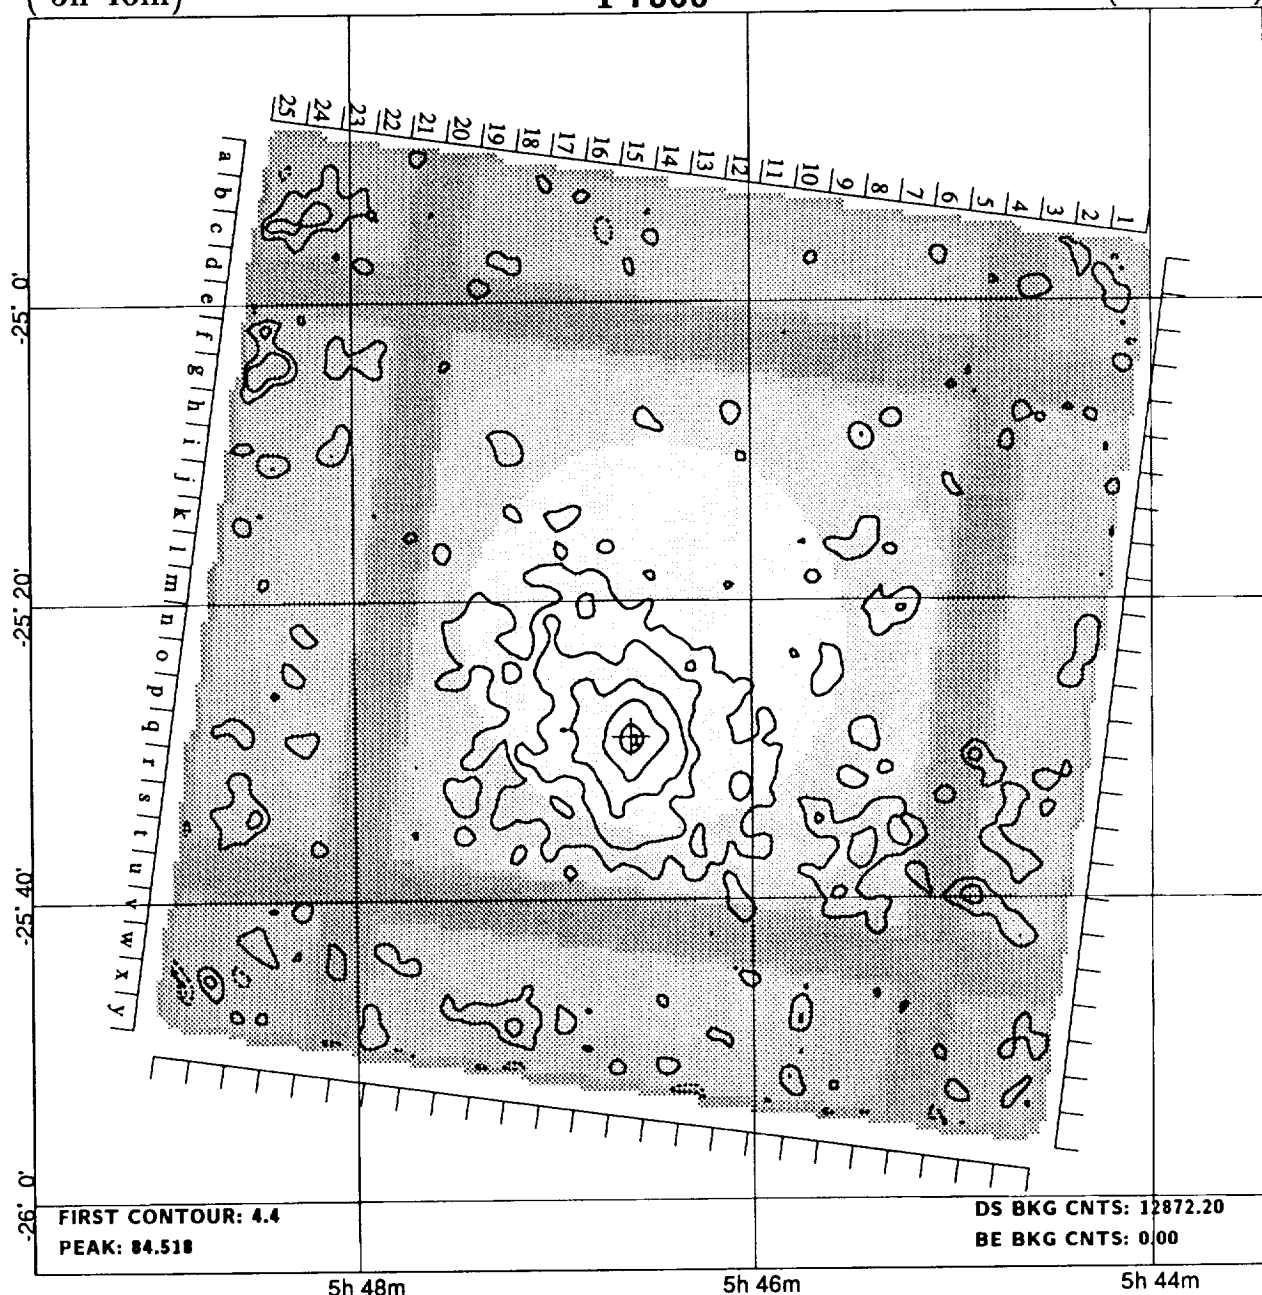 25 24 23 22 21 20 19 18 17 16 15 14 13 12 11 10 9 8 7 6 5 4 3 2 1
a b c d e f g h i j k l m n o p q r s t u v w x y
-25° 0'
-25° 20'
-25° 40'
-26° 0'
FIRST CONTOUR: 4.4
PEAK: 84.518
DS BKG CNTS: 12872.20
BE BKG CNTS: 0.00
5h 48m 5h 46m 5h 44m